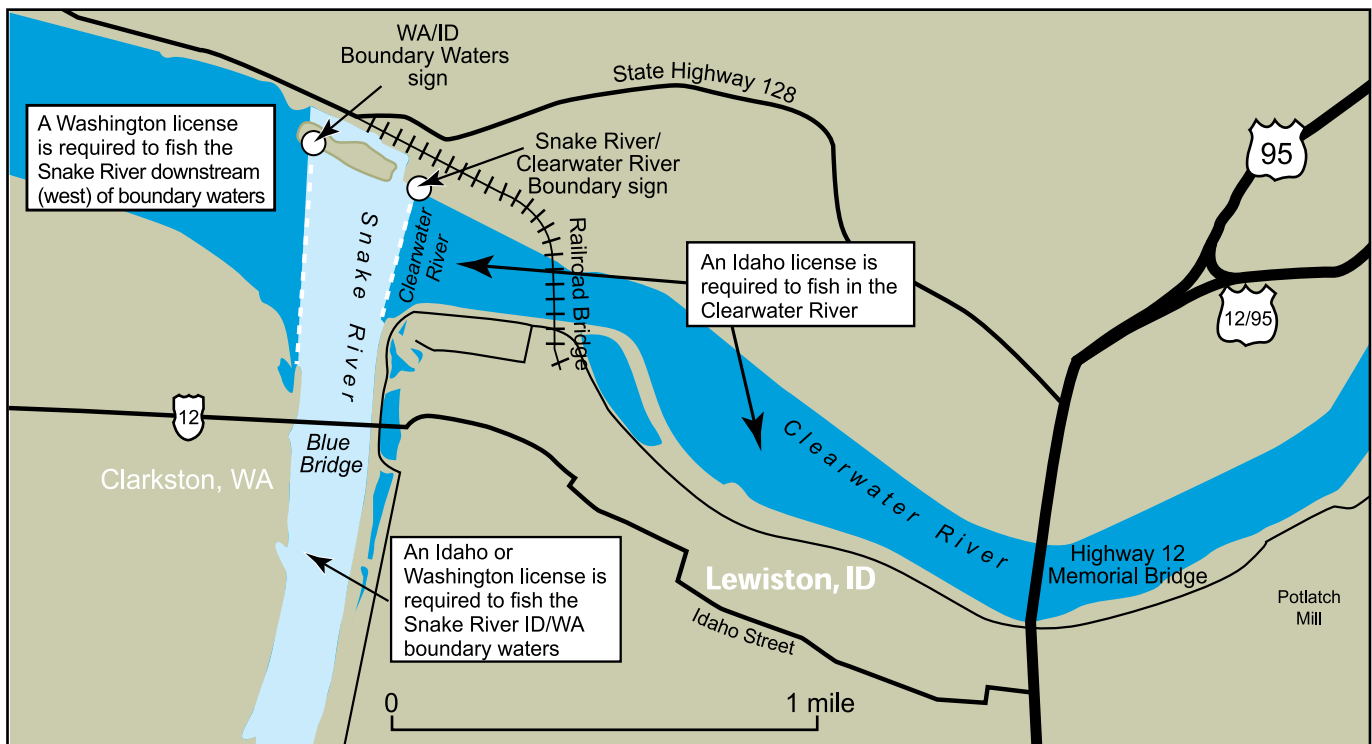 WA/ID
Boundary Waters
sign
State Highway 128
A Washington license
is required to fish the
Snake River downstream
(west) of boundary waters
Snake River/
Clearwater River
Boundary sign
95
12/95
Snake River
Clearwater
River
Railroad Bridge
An Idaho license is
required to fish in the
Clearwater River
12
Blue
Bridge
Clarkston, WA
Clearwater River
An Idaho or
Washington license is
required to fish the
Snake River ID/WA
boundary waters
Lewiston, ID
Idaho Street
Highway 12
Memorial Bridge
Potlatch
Mill
0
1 mile